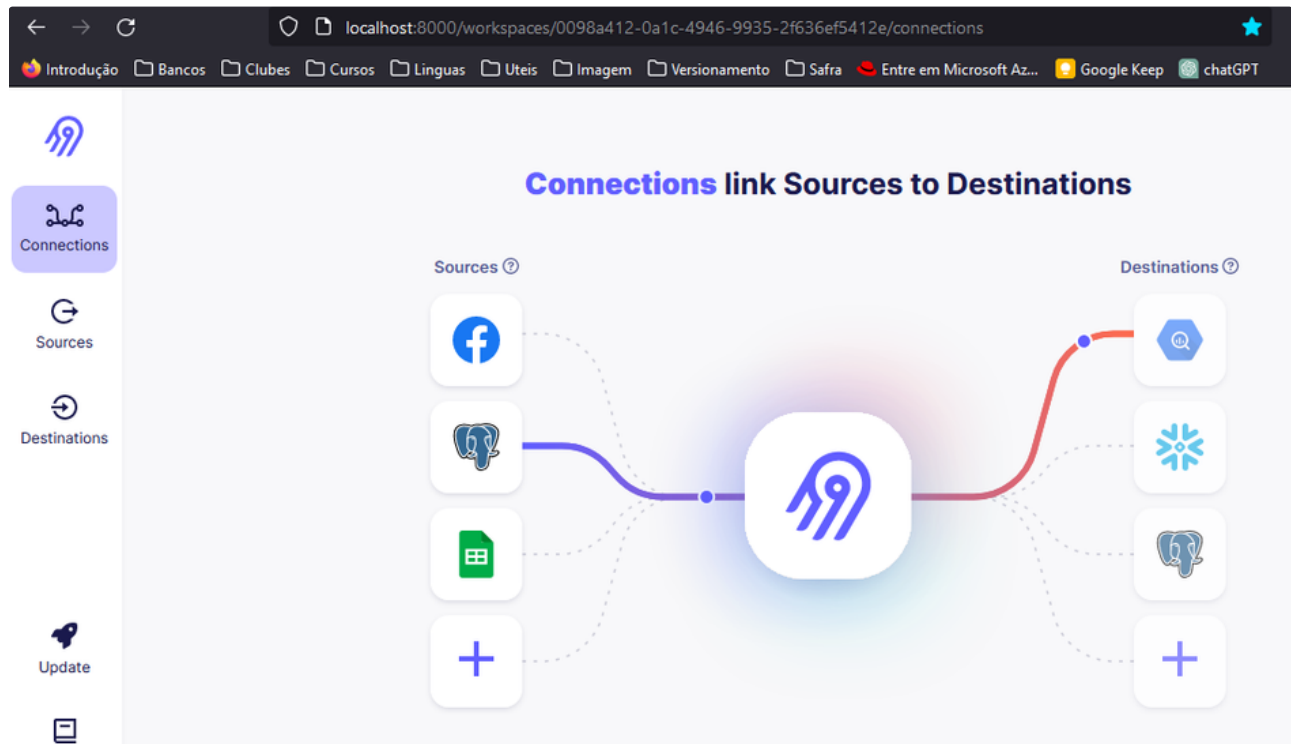 localhost:8000/workspaces/0098a412-0a1c-4946-9935-2f636ef5412e/connections
Introdução Bancos Clubes Cursos Linguas Uteis Imagem Versionamento Safra Entre em Microsoft Az... Google Keep chatGPT
Connections link Sources to Destinations
Connections
Sources ?
Destinations ?
Sources
Destinations
Update